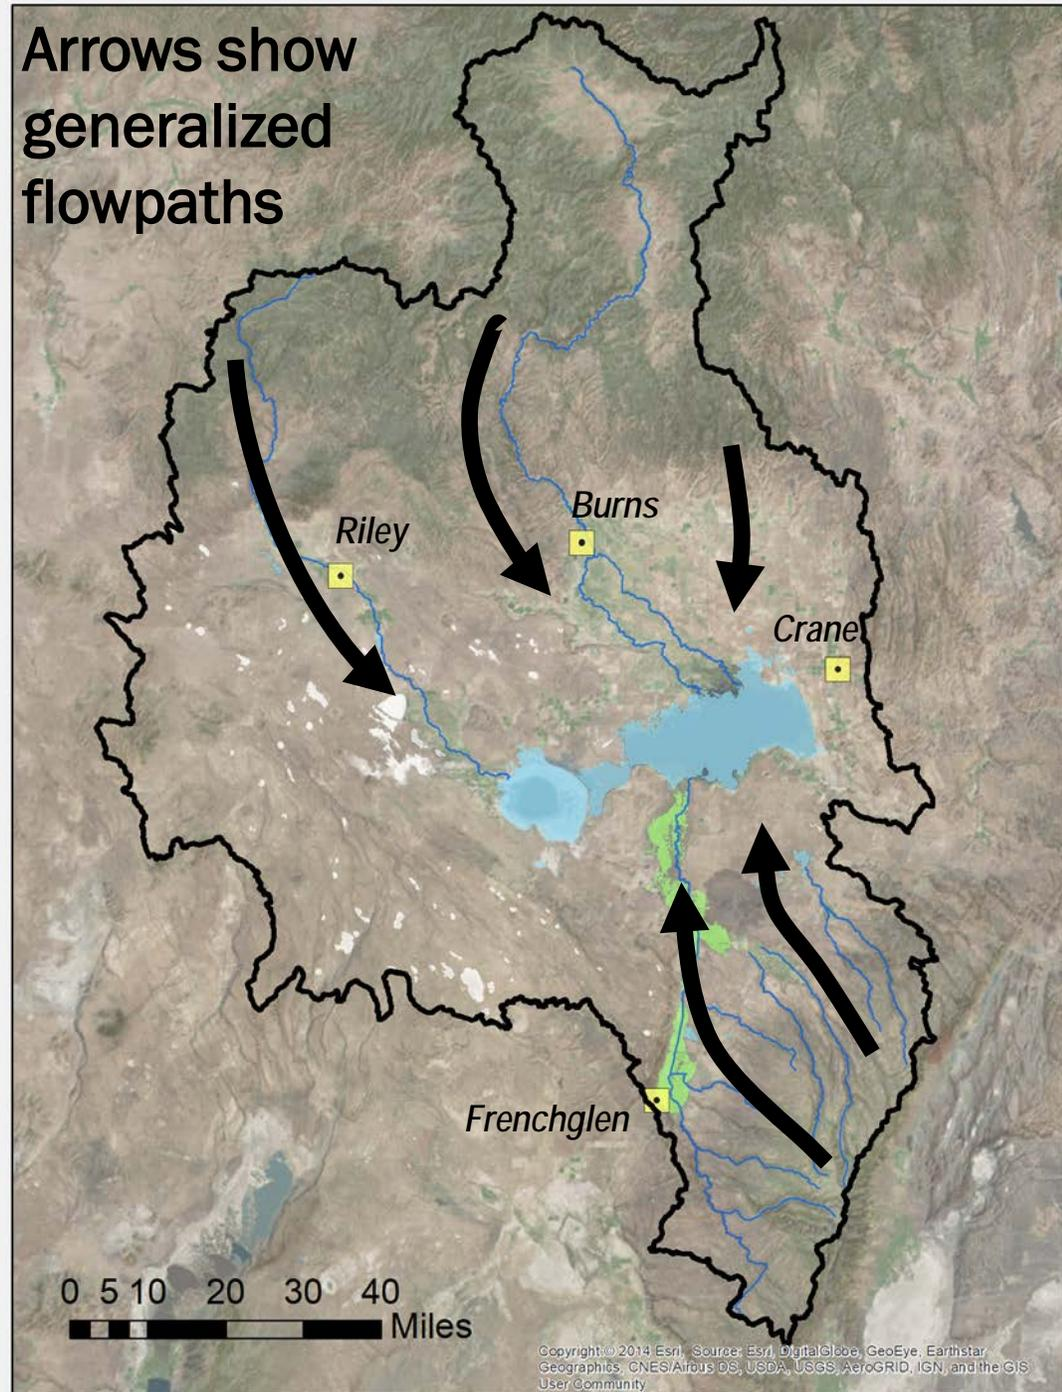 Arrows show
generalized
flowpaths
Burns
Riley
Crane
Frenchglen
0 5 10 20 30 40
Miles
Copyright:© 2014 Esri, Source: Esri, DigitalGlobe, GeoEye, Earthstar
Geographics, CNES/Airbus DS, USDA, USGS, AeroGRID, IGN, and the GIS
User Community